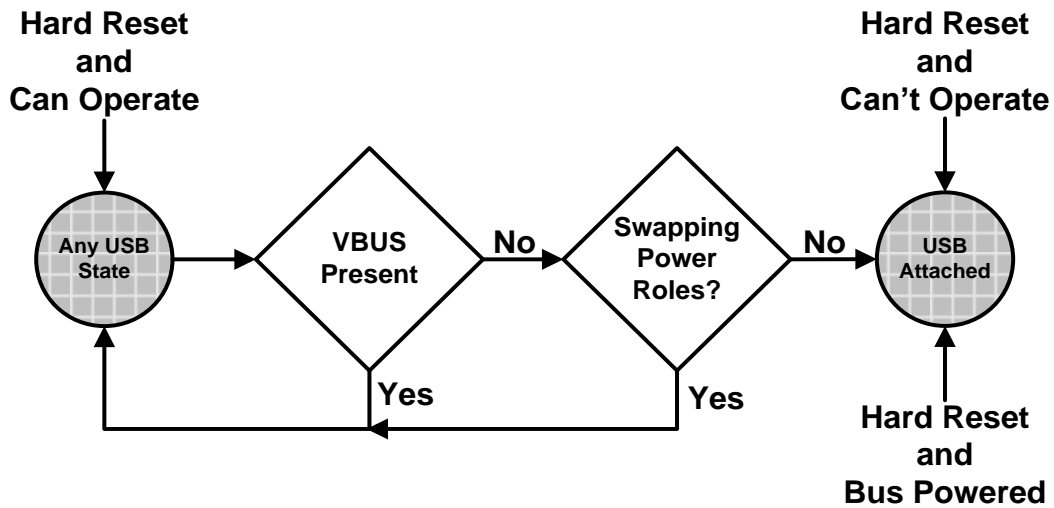 Hard Reset
and
Can Operate
Hard Reset
and
Can't Operate
Any USB
State
VBUS
Present
No
Swapping
Power
Roles?
No
USB
Attached
Yes
Yes
Hard Reset
and
Bus Powered